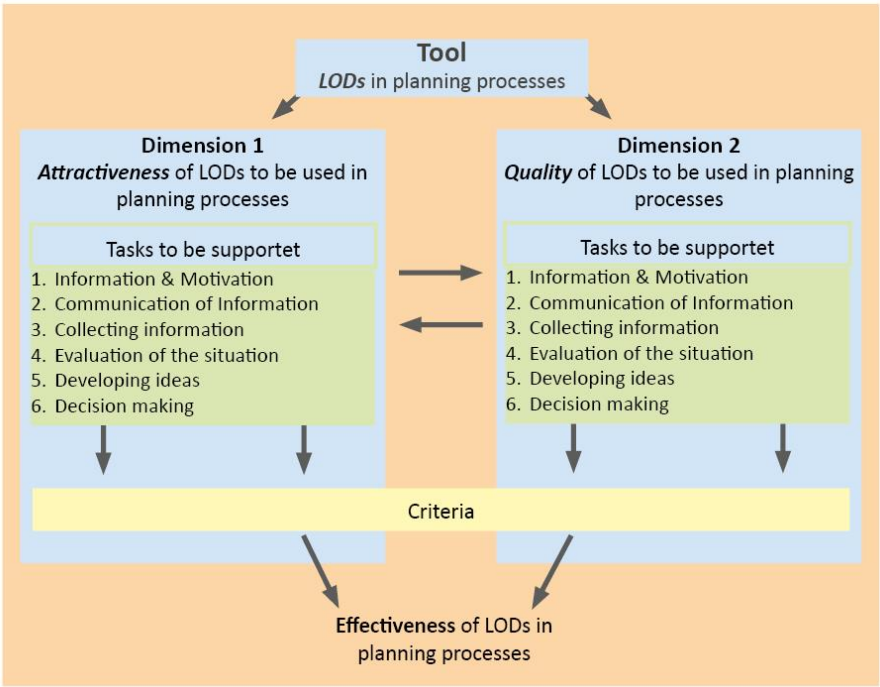 Tool
LODs in planning processes
Dimension 1
Attractiveness of LODs to be used in
planning processes
Tasks to be supportet
1. Information & Motivation
2. Communication of Information
3. Collecting information
4. Evaluation of the situation
5. Developing ideas
6. Decision making
Dimension 2
Quality of LODs to be used in planning
processes
Tasks to be supportet
1. Information & Motivation
2. Communication of Information
3. Collecting information
4. Evaluation of the situation
5. Developing ideas
6. Decision making
Criteria
Effectiveness of LODs in
planning processes